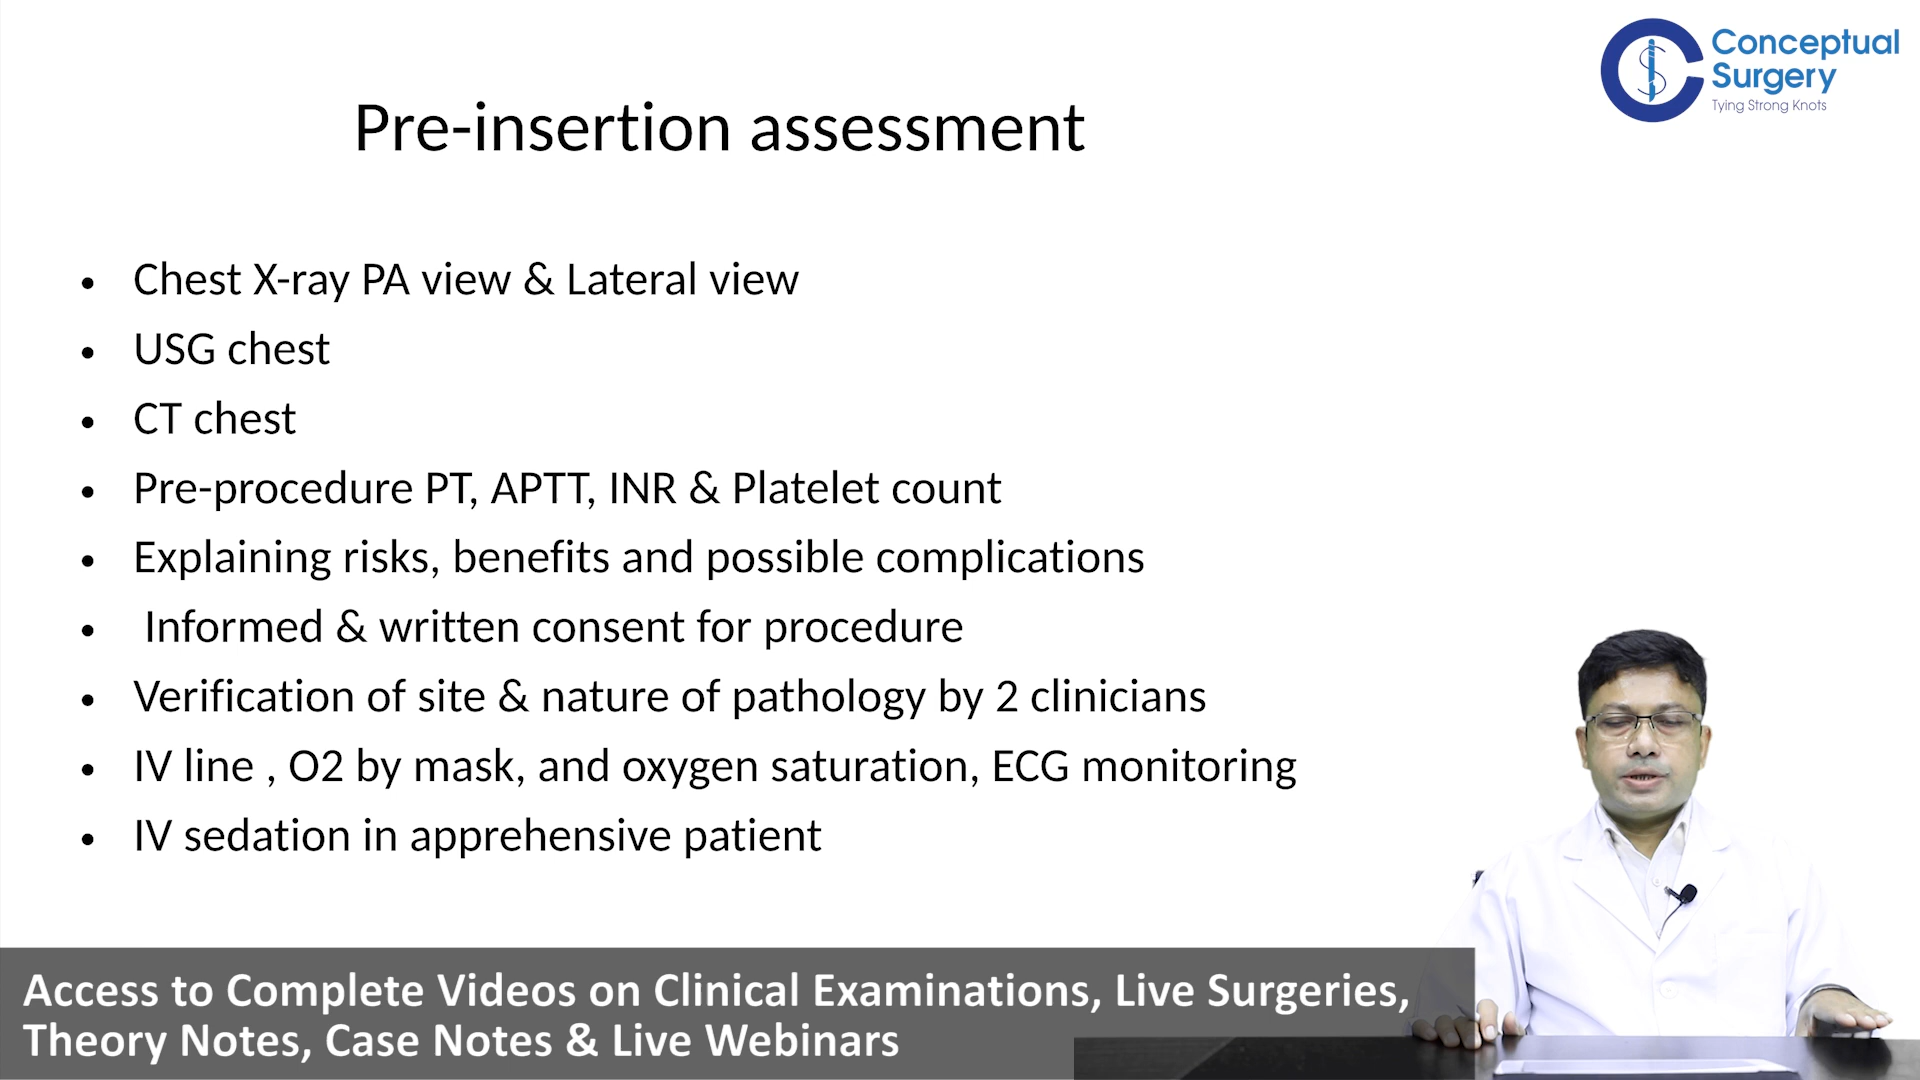 Conceptual
Surgery
Tying Strong Knots
Pre-insertion assessment
• Chest X-ray PA view & Lateral view
• USG chest
• CT chest
• Pre-procedure PT, APTT, INR & Platelet count
• Explaining risks, benefits and possible complications
• Informed & written consent for procedure
• Verification of site & nature of pathology by 2 clinicians
• IV line , O2 by mask, and oxygen saturation, ECG monitoring
• IV sedation in apprehensive patient
Access to Complete Videos on Clinical Examinations, Live Surgeries,
Theory Notes, Case Notes & Live Webinars